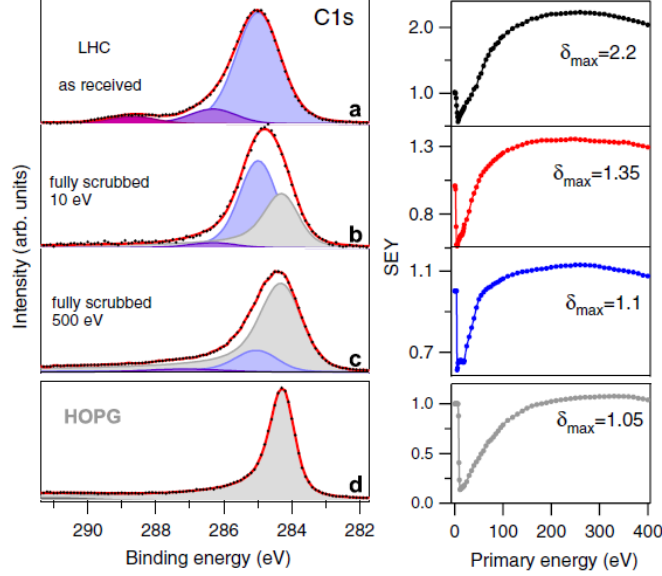 C1s
LHC
as received
a
fully scrubbed
10 eV
b
fully scrubbed
500 eV
c
HOPG
d
Intensity (arb. units)
290
288
286
284
282
Binding energy (eV)
2.0
1.0
δmax=2.2
1.3
0.8
δmax=1.35
SEY
1.1
0.7
δmax=1.1
1.0
0.5
0.0
δmax=1.05
0
100
200
300
400
Primary energy (eV)